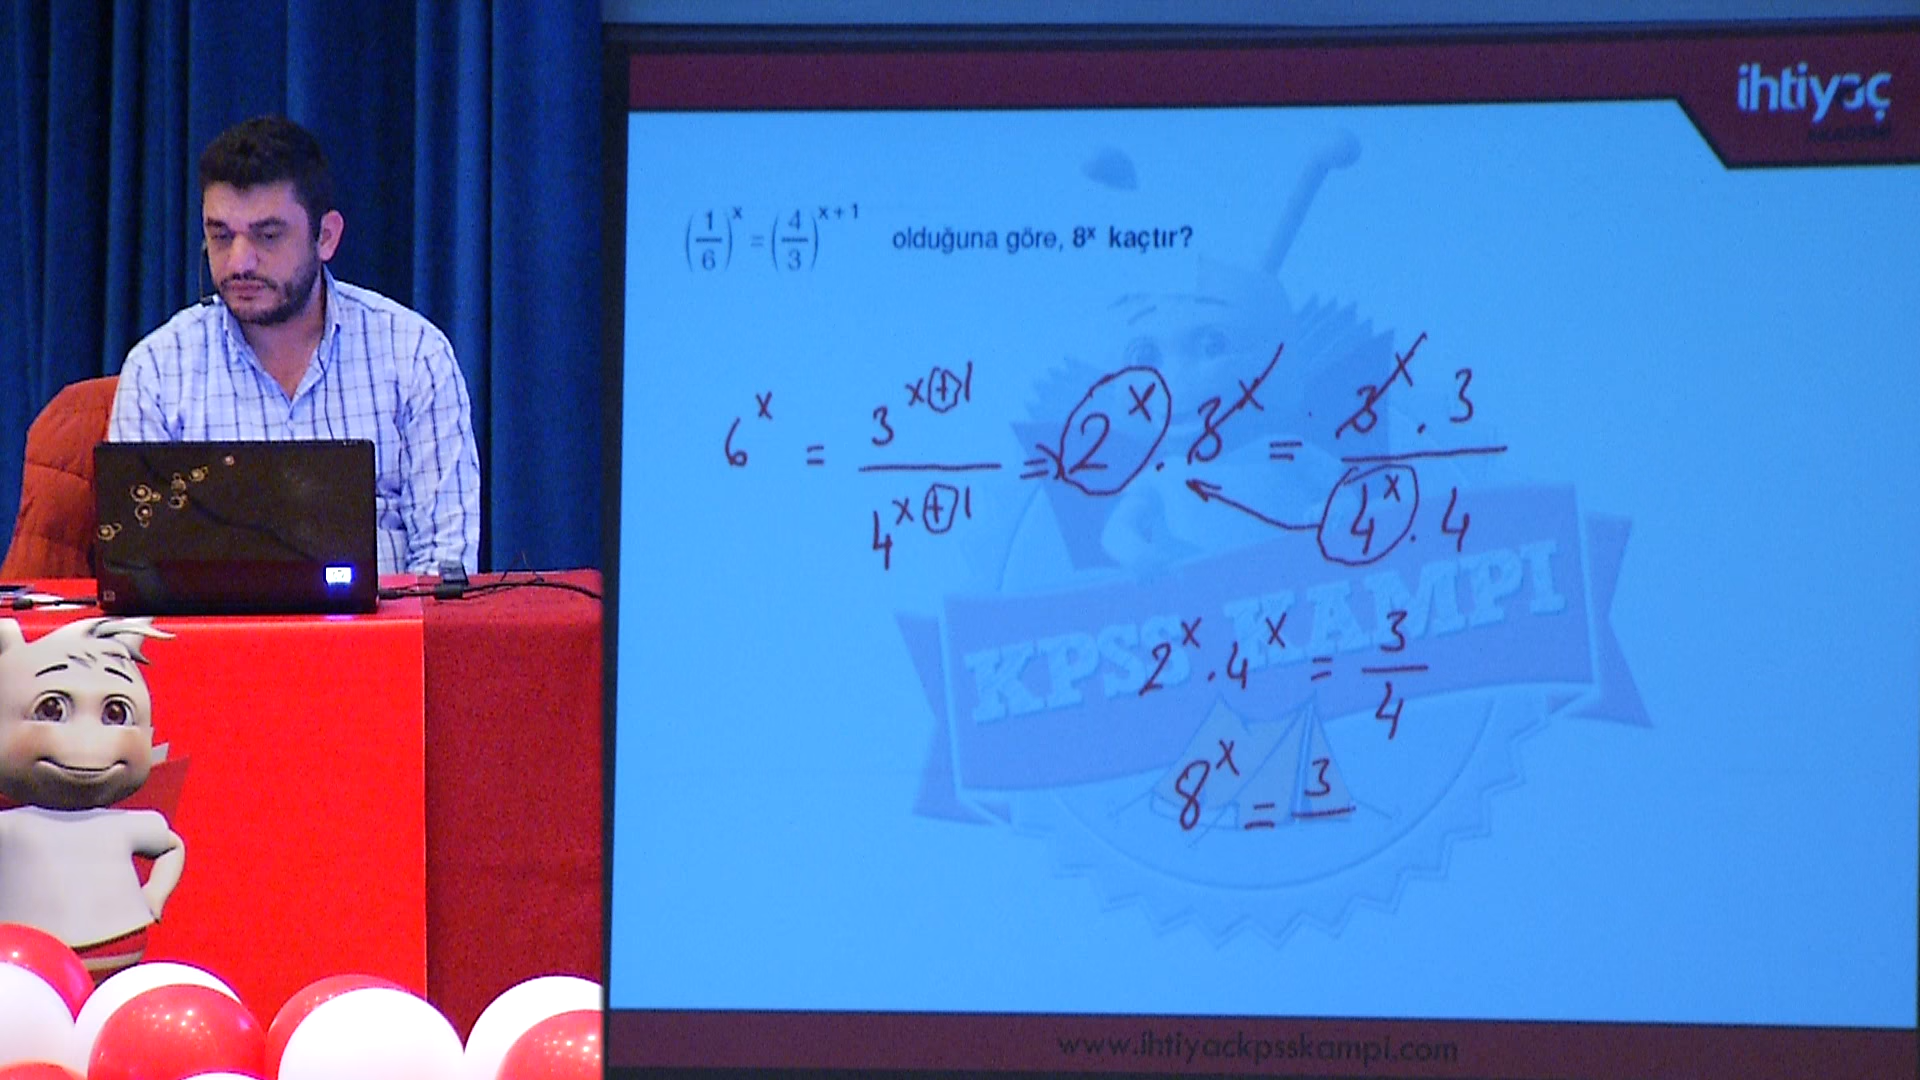 ihtiyaç
AKADEMİ
(1/6)^x = (4/3)^(x+1) olduğuna göre, 8^x kaçtır?
6^x = 3^(x+1) / 4^(x+1) = 2^x . 3^x = 3^x . 3 / 4^x . 4
KPSS KAMPI
2^x . 4^x = 3/4
8^x = 3
www.ihtiyackpsskampi.com